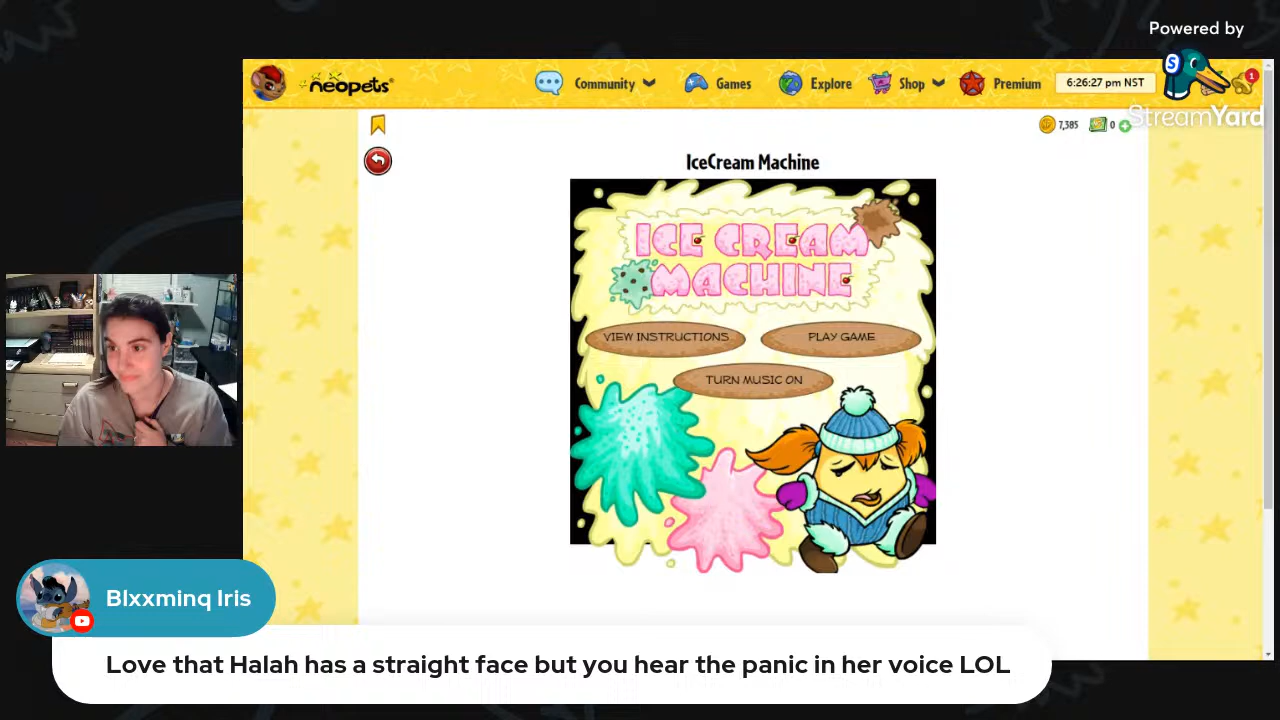 Powered by
StreamYard
neopets
Community
Games
Explore
Shop
Premium
6:26:27 pm NST
1
7,385
0
IceCream Machine
ICE CREAM
MACHINE
VIEW INSTRUCTIONS
PLAY GAME
TURN MUSIC ON
Blxxminq Iris
Love that Halah has a straight face but you hear the panic in her voice LOL